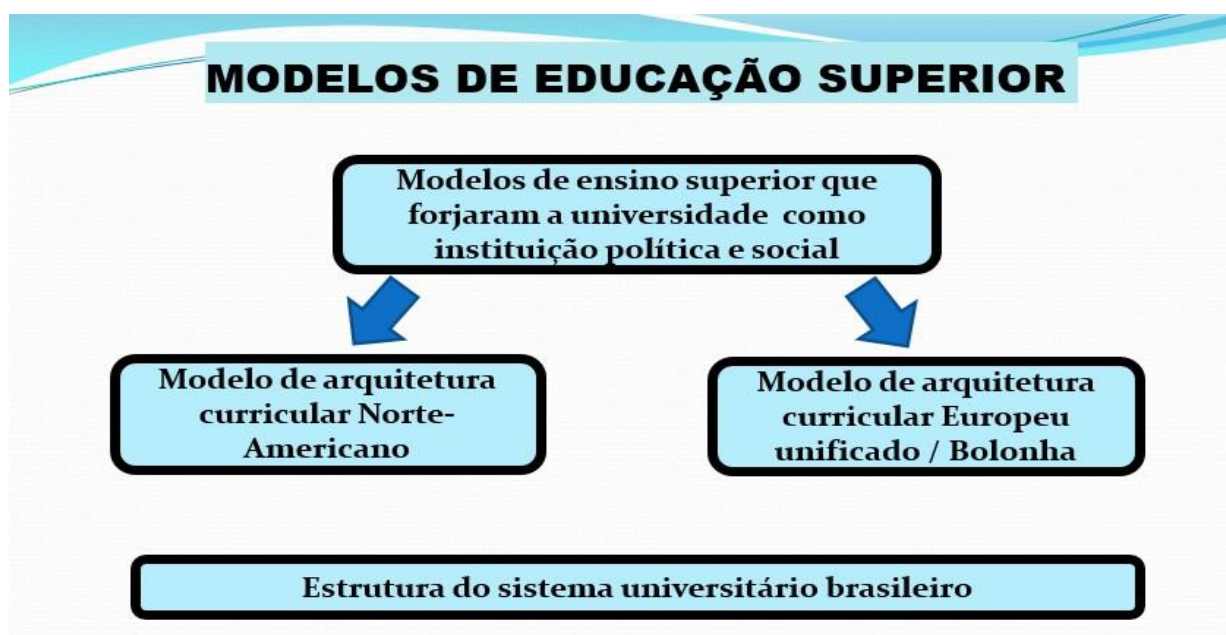 MODELOS DE EDUCAÇÃO SUPERIOR
Modelos de ensino superior que
forjaram a universidade como
instituição política e social
Modelo de arquitetura
curricular Norte-
Americano
Modelo de arquitetura
curricular Europeu
unificado / Bolonha
Estrutura do sistema universitário brasileiro